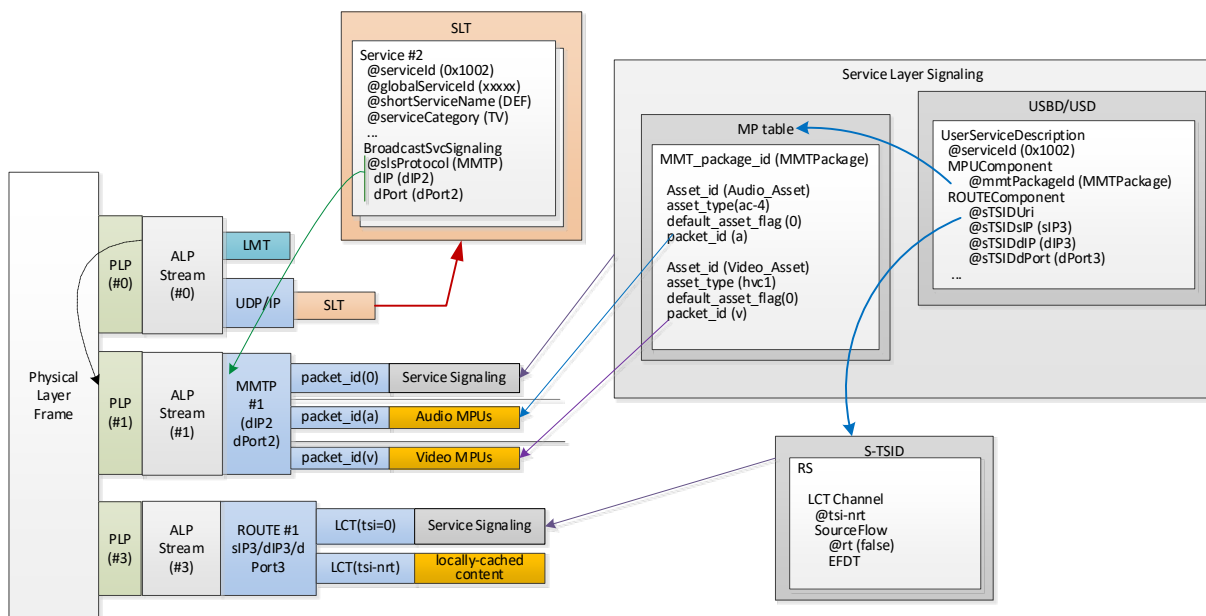 SLT
Service #2
@serviceId (0x1002)
@globalServiceId (xxxxx)
@shortServiceName (DEF)
@serviceCategory (TV)
...
BroadcastSvcSignaling
@slsProtocol (MMTP)
dIP (dIP2)
dPort (dPort2)
Service Layer Signaling
MP table
MMT_package_id (MMTPackage)
Asset_id (Audio_Asset)
asset_type(ac-4)
default_asset_flag (0)
packet_id (a)
Asset_id (Video_Asset)
asset_type (hvc1)
default_asset_flag(0)
packet_id (v)
USBD/USD
UserServiceDescription
@serviceId (0x1002)
MPUComponent
@mmtPackageId (MMTPackage)
ROUTEComponent
@sTSIDUri
@sTSIDsIP (sIP3)
@sTSIDdIP (dIP3)
@sTSIDdPort (dPort3)
...
Physical
Layer
Frame
PLP
(#0)
ALP
Stream
(#0)
LMT
UDP/IP
SLT
PLP
(#1)
ALP
Stream
(#1)
MMTP
#1
(dIP2
dPort2)
packet_id(0)
Service Signaling
packet_id(a)
Audio MPUs
packet_id(v)
Video MPUs
PLP
(#3)
ALP
Stream
(#3)
ROUTE #1
sIP3/dIP3/d
Port3
LCT(tsi=0)
Service Signaling
LCT(tsi-nrt)
locally-cached
content
S-TSID
RS
LCT Channel
@tsi-nrt
SourceFlow
@rt (false)
EFDT